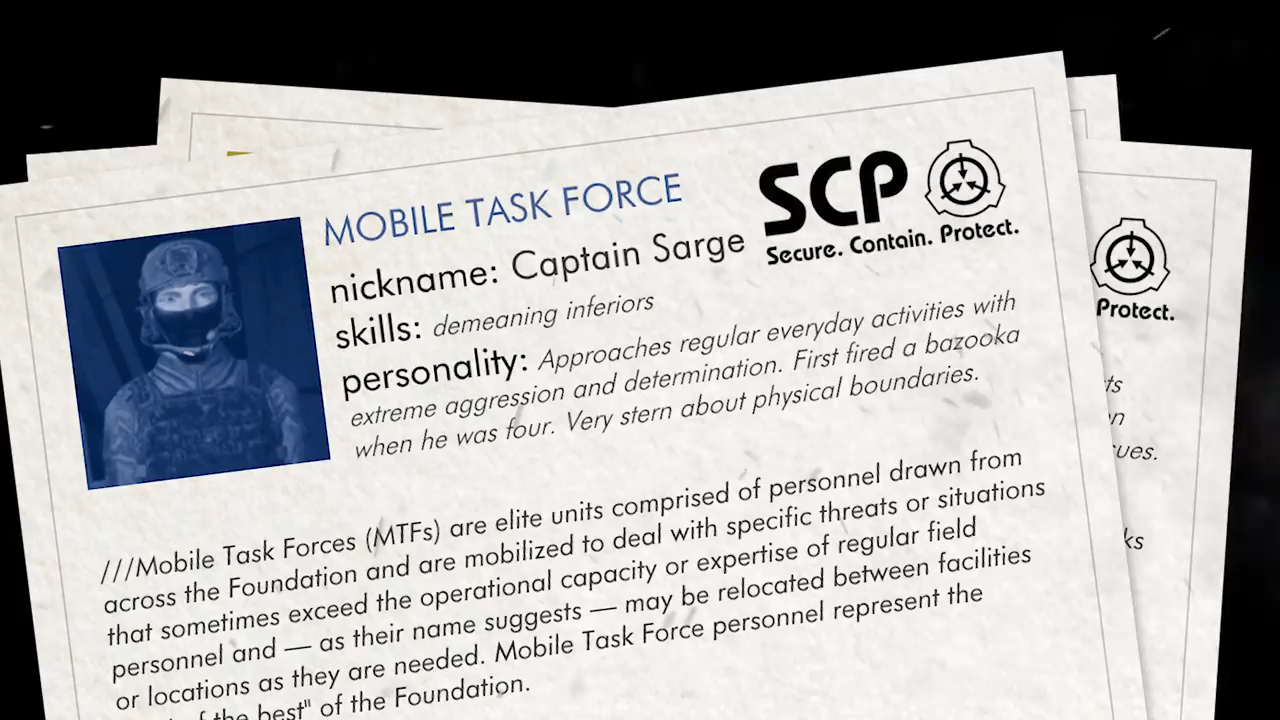 MOBILE TASK FORCE
nickname: Captain Sarge
skills: demeaning inferiors
personality: Approaches regular everyday activities with
extreme aggression and determination. First fired a bazooka
when he was four. Very stern about physical boundaries.
SCP
Secure. Contain. Protect.
///Mobile Task Forces (MTFs) are elite units comprised of personnel drawn from
across the Foundation and are mobilized to deal with specific threats or situations
that sometimes exceed the operational capacity or expertise of regular field
personnel and — as their name suggests — may be relocated between facilities
or locations as they are needed. Mobile Task Force personnel represent the
of the best" of the Foundation.
Protect.